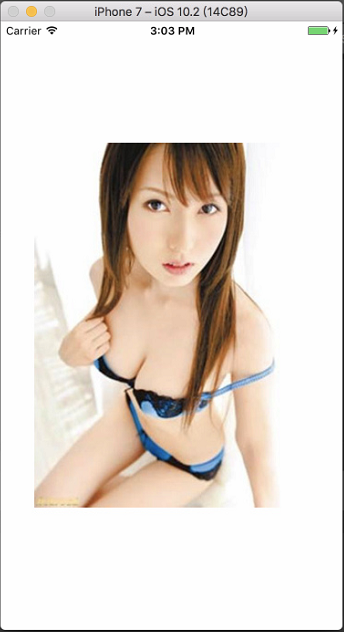 iPhone 7 – iOS 10.2 (14C89)
Carrier 3:03 PM